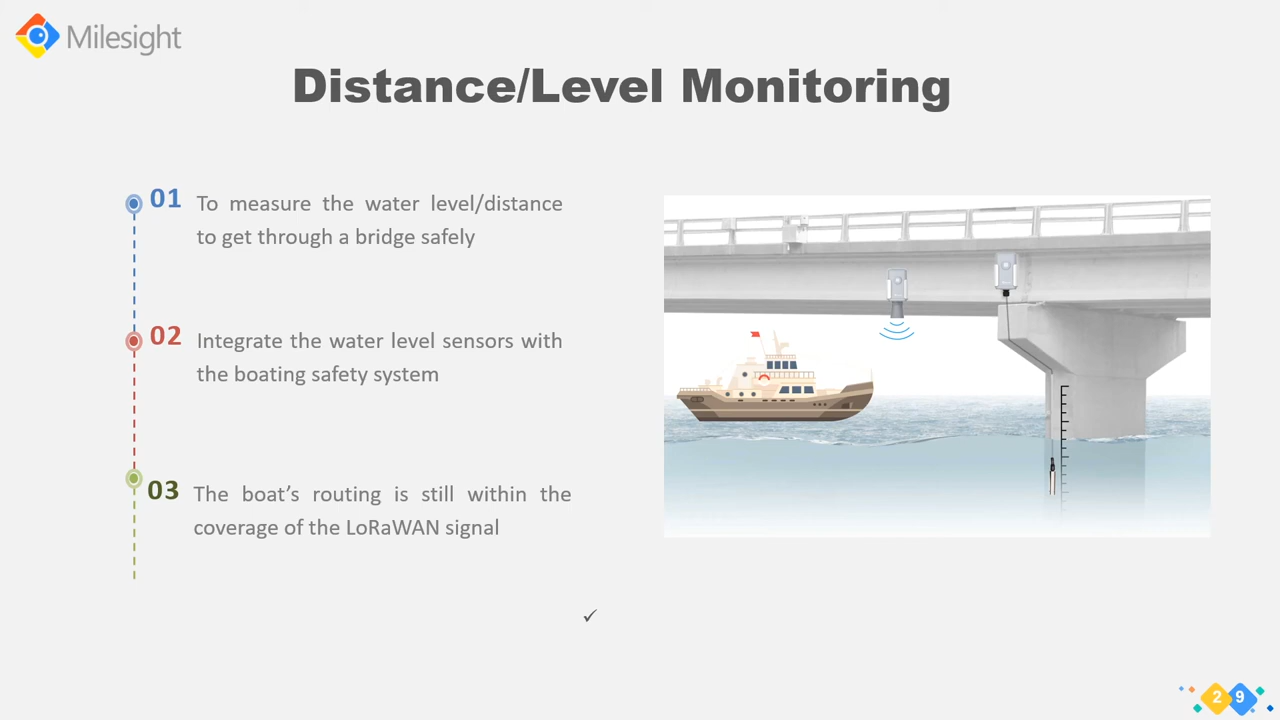 Milesight
Distance/Level Monitoring
01
To measure the water level/distance
to get through a bridge safely
02
Integrate the water level sensors with
the boating safety system
03
The boat’s routing is still within the
coverage of the LoRaWAN signal
✓
2 9